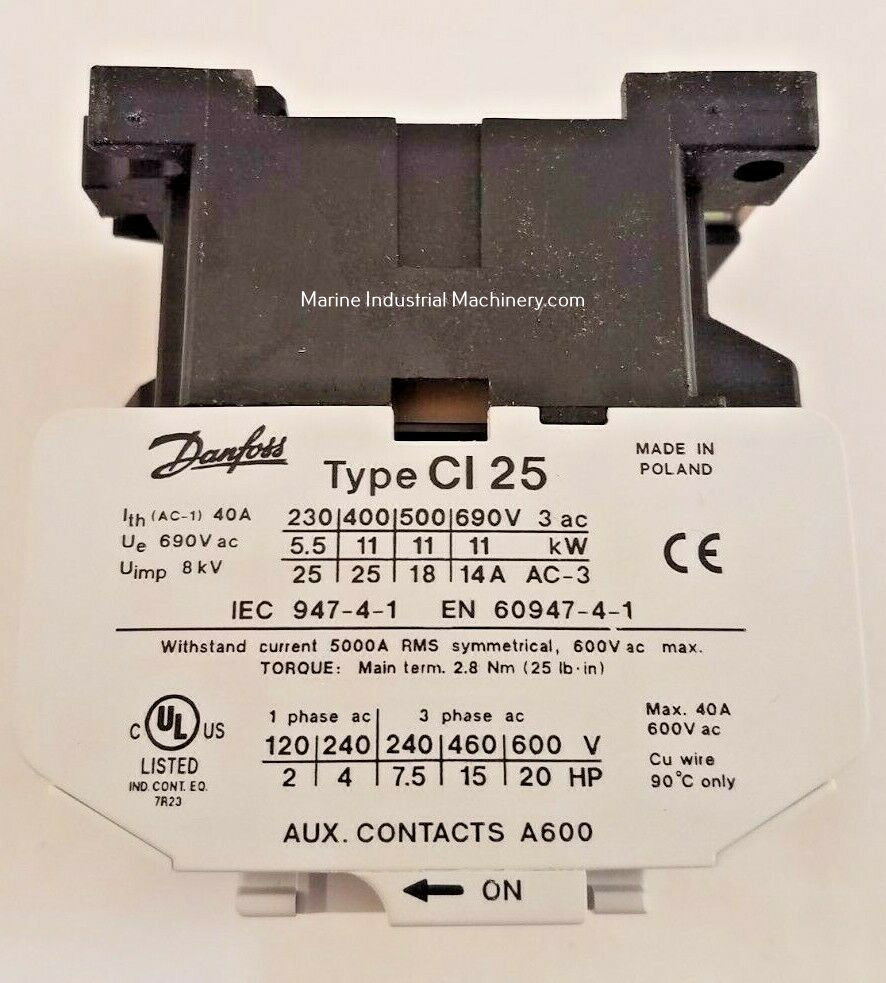 Marine Industrial Machinery.com
Danfoss
Type CI 25
MADE IN
POLAND
Ith (AC-1) 40A
Ue 690V ac
Uimp 8kV
230|400|500|690V 3 ac
5.5 | 11 | 11 | 11 kW
25 | 25 | 18 | 14A AC-3
CE
IEC 947-4-1 EN 60947-4-1
Withstand current 5000A RMS symmetrical, 600V ac max.
TORQUE: Main term. 2.8 Nm (25 lb·in)
C UL US
LISTED
IND. CONT. EQ.
7R23
1 phase ac| 3 phase ac
120|240|240|460|600 V
2 | 4 | 7.5 | 15 | 20 HP
Max. 40A
600V ac
Cu wire
90°C only
AUX. CONTACTS A600
← ON